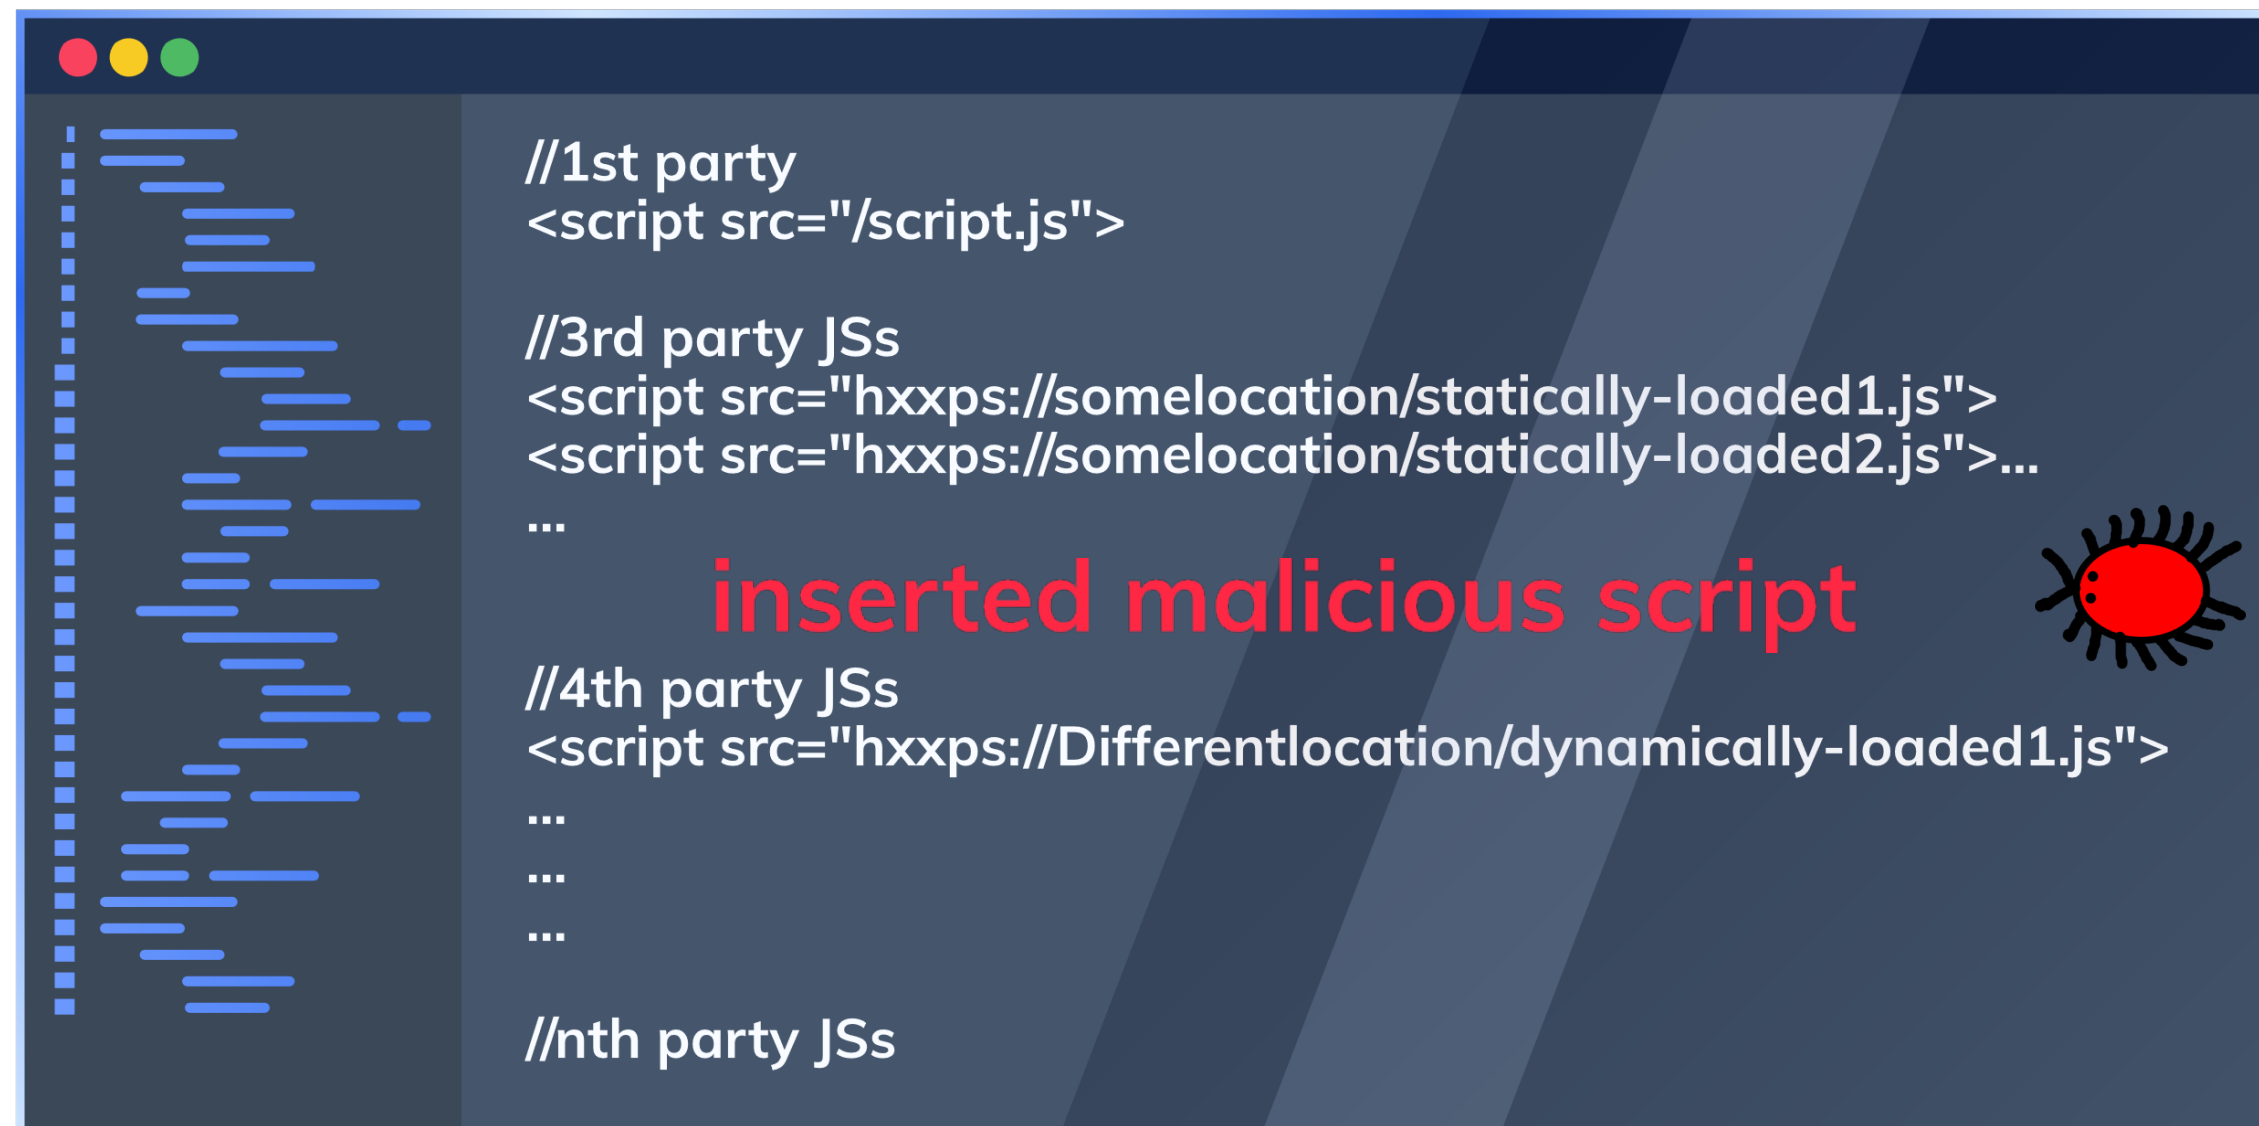 //1st party
<script src="/script.js">
//3rd party JSs
<script src="hxxps://somelocation/statically-loaded1.js">
<script src="hxxps://somelocation/statically-loaded2.js">...
...
inserted malicious script
//4th party JSs
<script src="hxxps://Differentlocation/dynamically-loaded1.js">
...
...
...
//nth party JSs